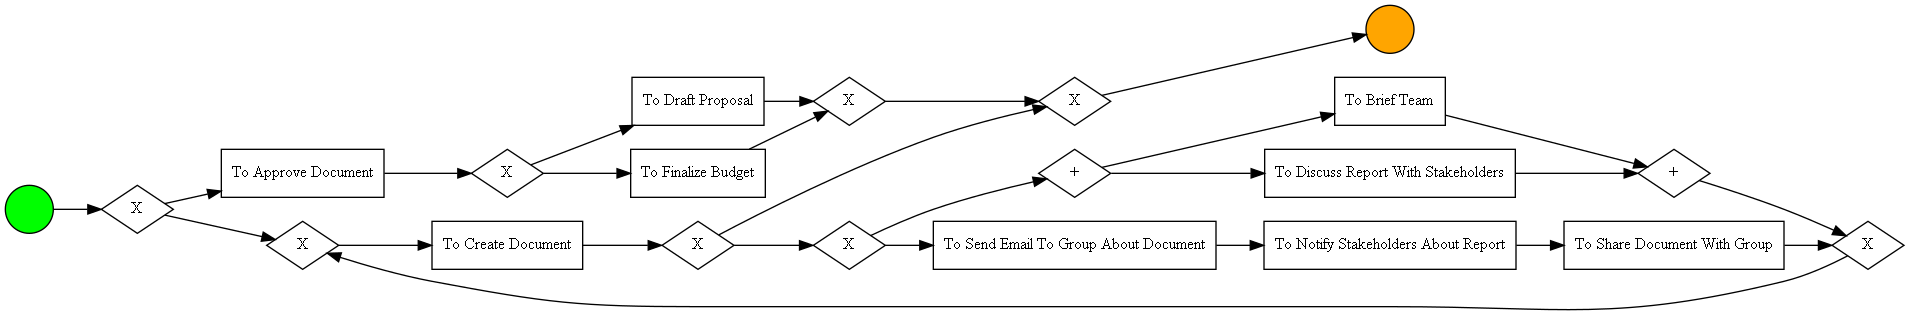 To Draft Proposal
X
X
To Brief Team
To Approve Document
X
To Finalize Budget
+
To Discuss Report With Stakeholders
+
X
X
To Create Document
X
X
To Send Email To Group About Document
To Notify Stakeholders About Report
To Share Document With Group
X